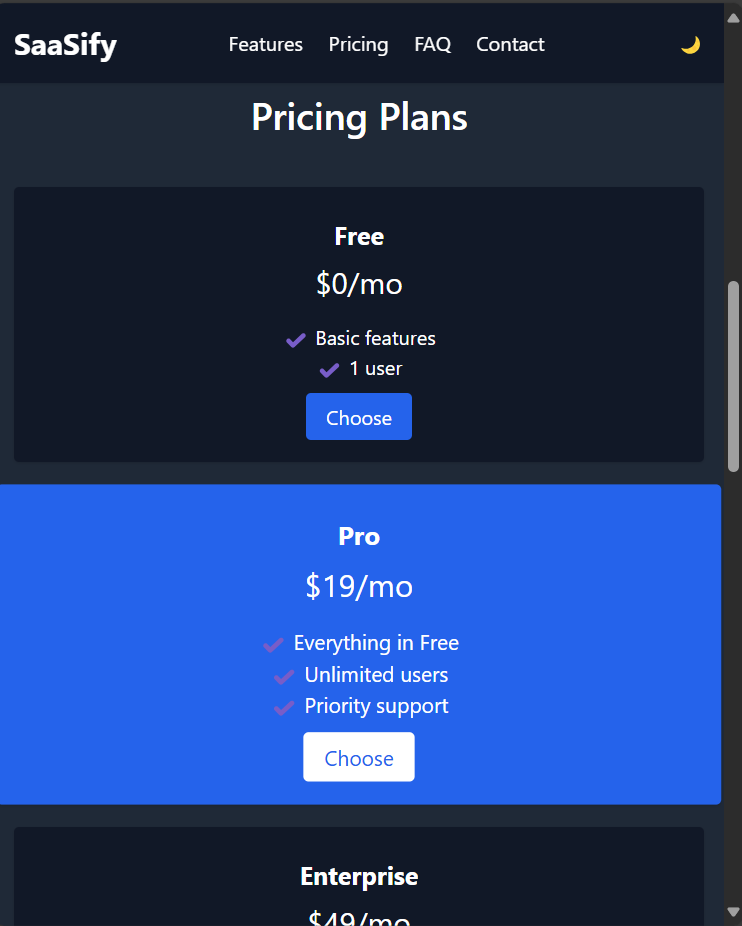 SaaSify Features Pricing FAQ Contact
Pricing Plans
Free
$0/mo
Basic features
1 user
Choose
Pro
$19/mo
Everything in Free
Unlimited users
Priority support
Choose
Enterprise
$49/mo